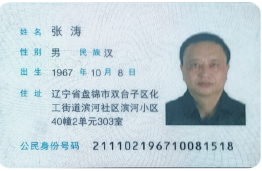 姓名 张涛
性别 男 民族 汉
出生 1967 年 10 月 8 日
住址 辽宁省盘锦市双台子区化
工街道滨河社区滨河小区
40幢2单元303室
公民身份号码 211102196710081518